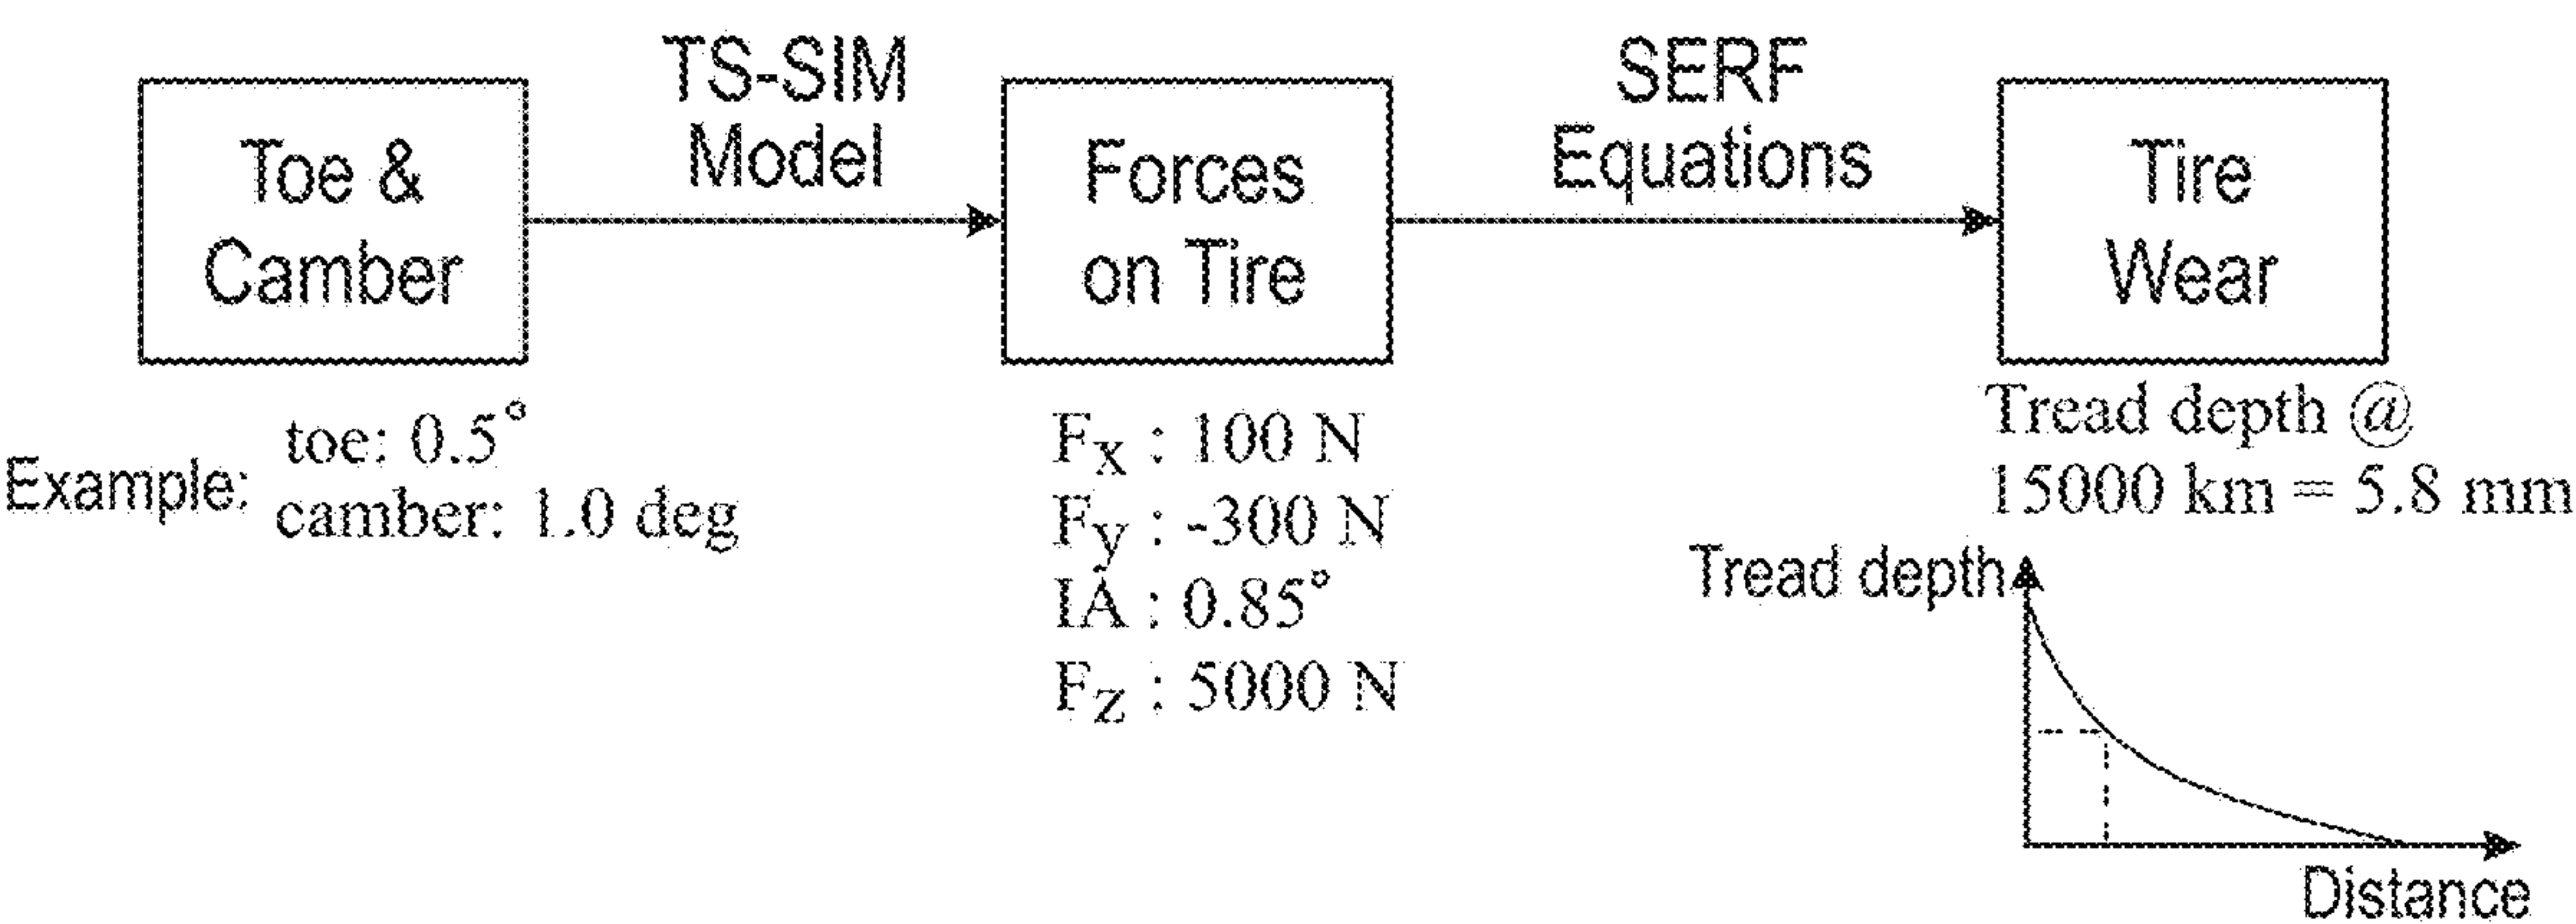 Toe &
Camber
TS-SIM
Model
Forces
on Tire
SERF
Equations
Tire
Wear
Example:
toe: 0.5°
camber: 1.0 deg
Fx : 100 N
Fy : -300 N
IA : 0.85°
Fz : 5000 N
Tread depth @
15000 km = 5.8 mm
Tread depth
Distance